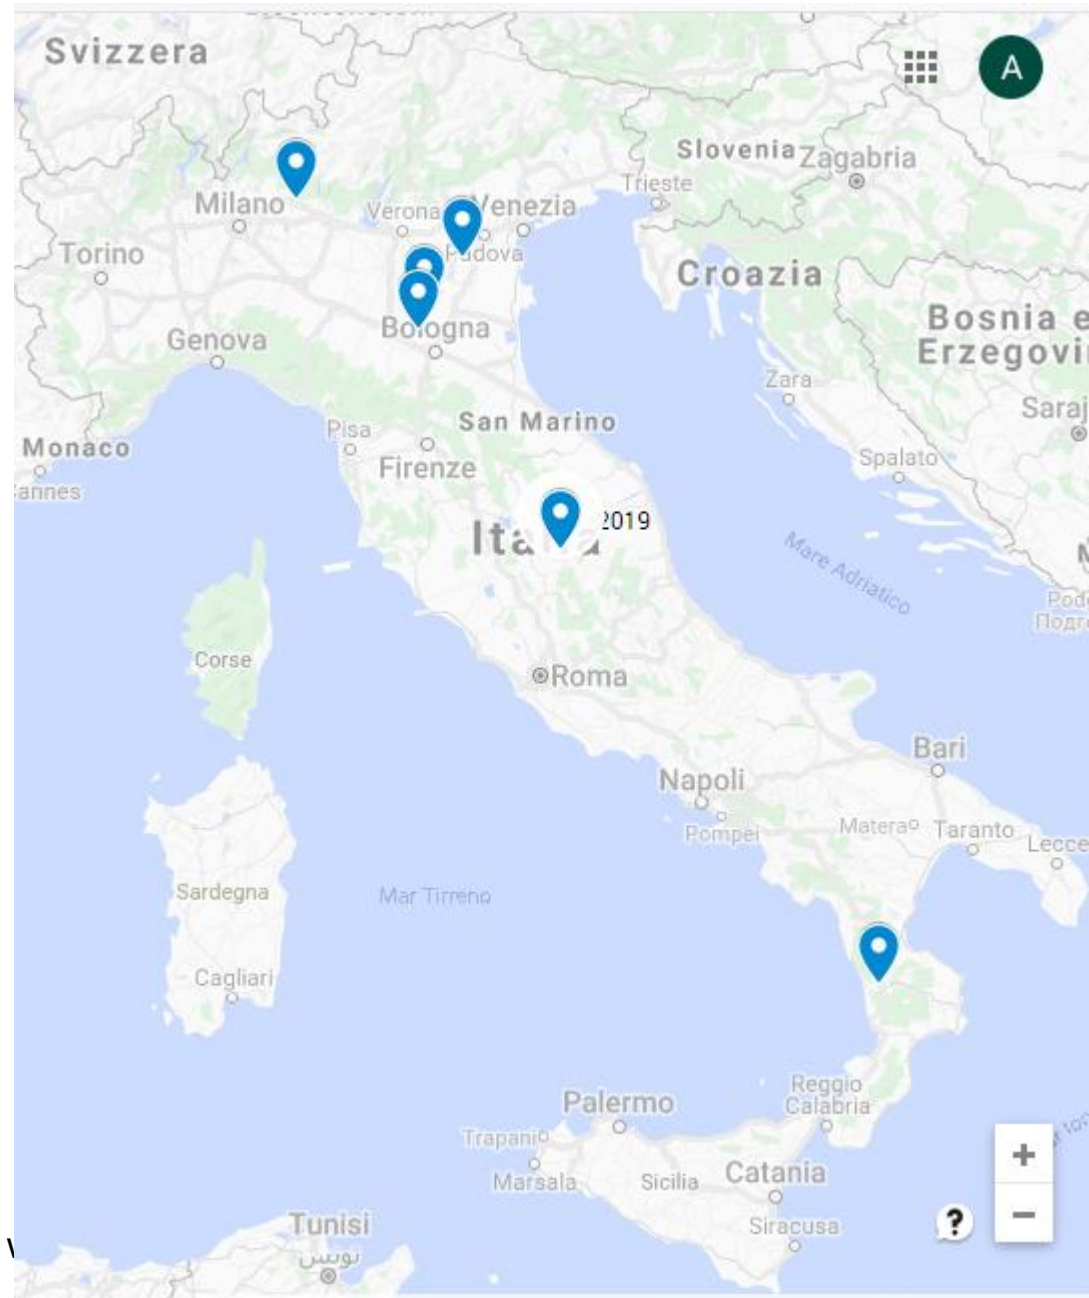 Svizzera
A
Slovenia
Zagabria
Trieste
Milano
Verona
Venezia
Padova
Torino
Croazia
Bosnia e
Erzegovi
Genova
Bologna
Zara
Saraj
San Marino
Pisa
Monaco
Firenze
Spalato
Cannes
2019
Mare Adriatico
Corse
Roma
Bari
Napoli
Pompei
Matera
Taranto
Lecce
Sardegna
Mar Tirreno
Cagliari
Reggio
Calabria
Palermo
Trapani
Marsala
Sicilia
Catania
+
−
?
Siracusa
Tunisi
تونس